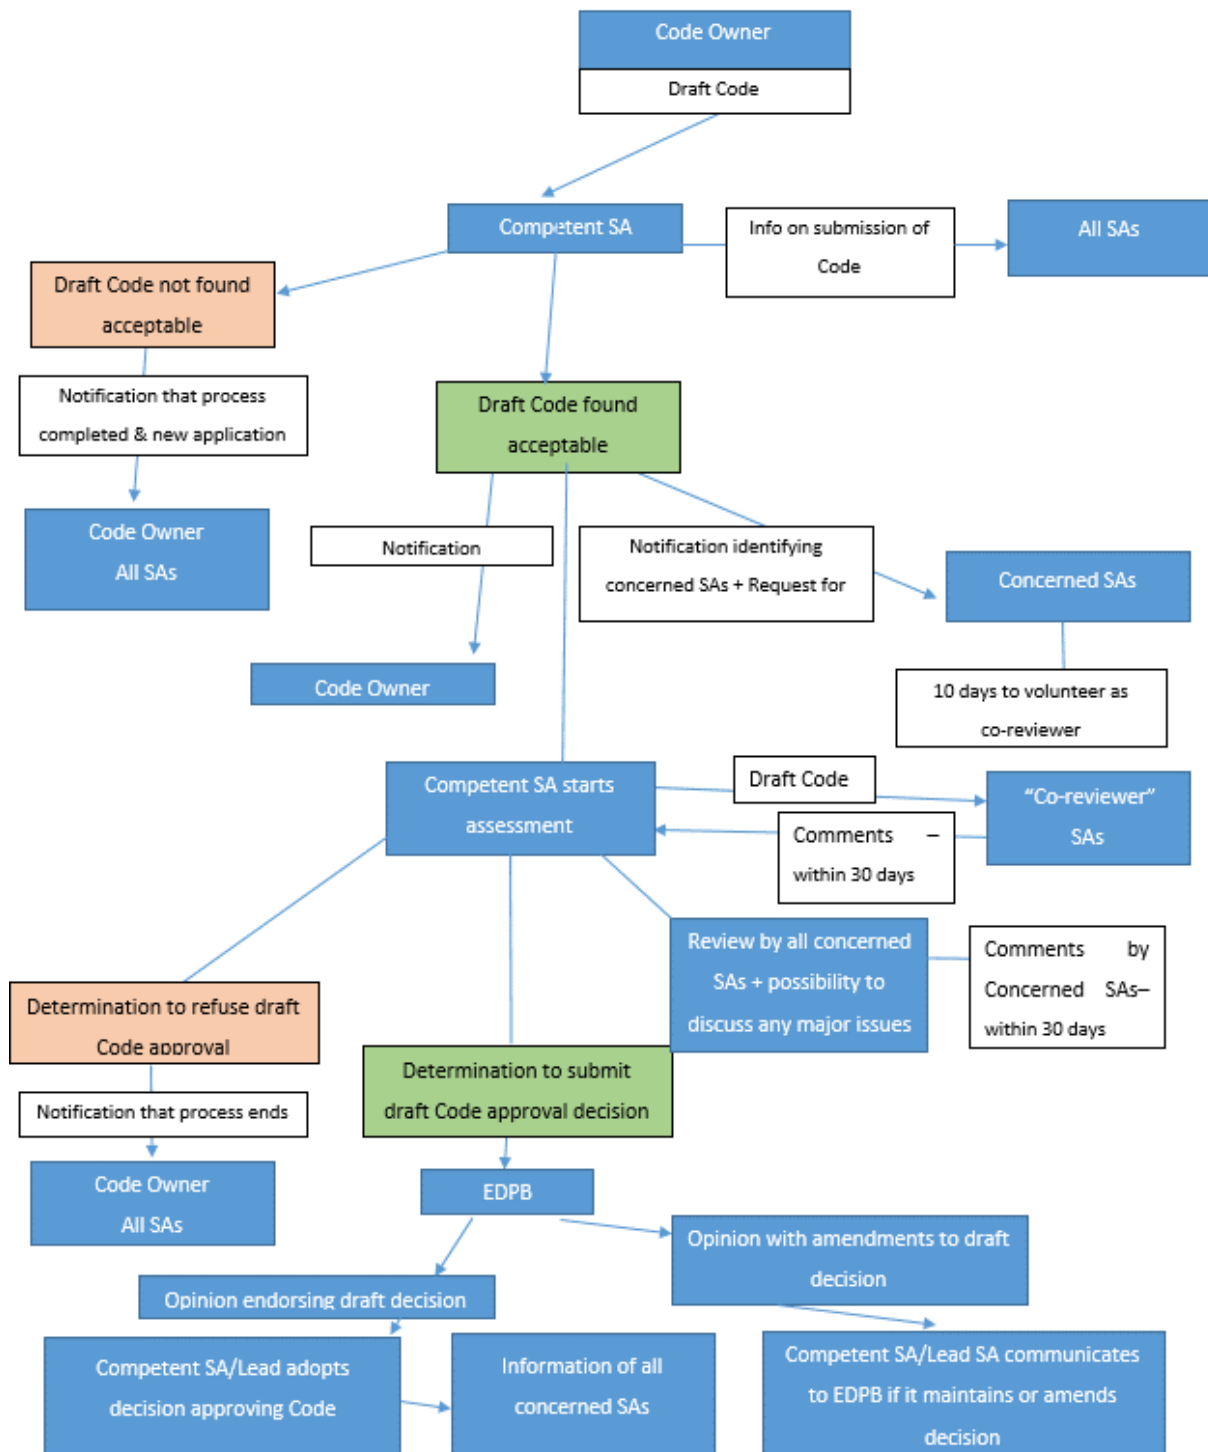 Code Owner
Draft Code
Competent SA
Info on submission of
Code
All SAs
Draft Code not found
acceptable
Notification that process
completed & new application
Code Owner
All SAs
Draft Code found
acceptable
Notification
Code Owner
Notification identifying
concerned SAs + Request for
Concerned SAs
10 days to volunteer as
co-reviewer
Competent SA starts
assessment
Draft Code
"Co-reviewer"
SAs
Comments –
within 30 days
Review by all concerned
SAs + possibility to
discuss any major issues
Comments by
Concerned SAs–
within 30 days
Determination to refuse draft
Code approval
Notification that process ends
Code Owner
All SAs
Determination to submit
draft Code approval decision
EDPB
Opinion with amendments to draft
decision
Opinion endorsing draft decision
Competent SA/Lead adopts
decision approving Code
Information of all
concerned SAs
Competent SA/Lead SA communicates
to EDPB if it maintains or amends
decision